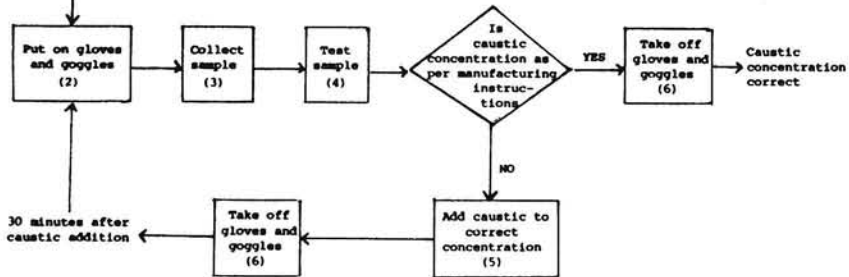 Put on gloves
and goggles
(2)
Collect
sample
(3)
Test
sample
(4)
Is
caustic
concentration as
per manufacturing
instruc-
tions
YES
Take off
gloves and
goggles
(6)
Caustic
concentration
correct
NO
30 minutes after
caustic addition
Take off
gloves and
goggles
(6)
Add caustic to
correct
concentration
(5)